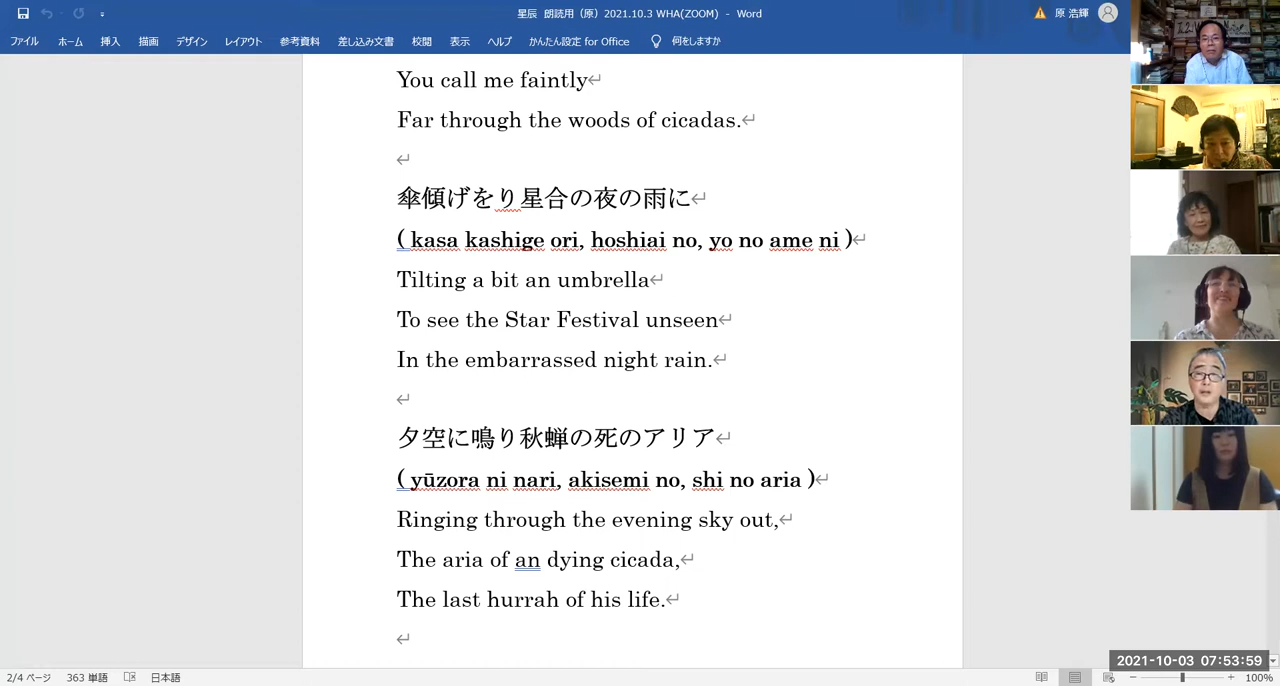 星辰 朗読用（原）2021.10.3 WHA(ZOOM) - Word
原 浩輝
ファイル ホーム 挿入 描画 デザイン レイアウト 参考資料 差し込み文書 校閲 表示 ヘルプ かんたん設定 for Office 何をしますか
You call me faintly↵
Far through the woods of cicadas.↵
↵
傘傾げをり星合の夜の雨に↵
( kasa kashige ori, hoshiai no, yo no ame ni )↵
Tilting a bit an umbrella↵
To see the Star Festival unseen↵
In the embarrassed night rain.↵
↵
夕空に鳴り秋蝉の死のアリア↵
( yūzora ni nari, akisemi no, shi no aria )↵
Ringing through the evening sky out,↵
The aria of an dying cicada,↵
The last hurrah of his life.↵
↵
2021-10-03 07:53:59
2/4 ページ 363 単語 日本語 100%